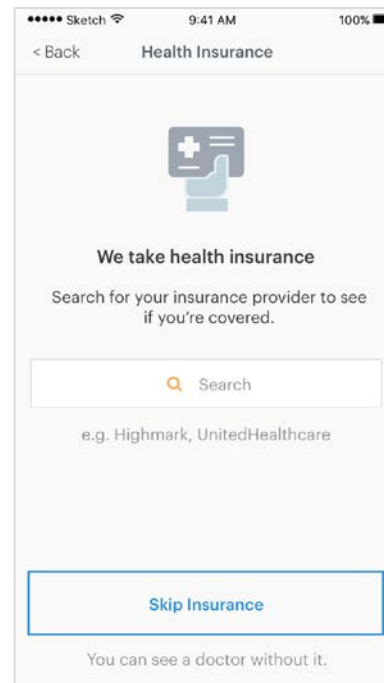 ••••• Sketch 9:41 AM 100%
< Back Health Insurance
We take health insurance
Search for your insurance provider to see
if you're covered.
Search
e.g. Highmark, UnitedHealthcare
Skip Insurance
You can see a doctor without it.